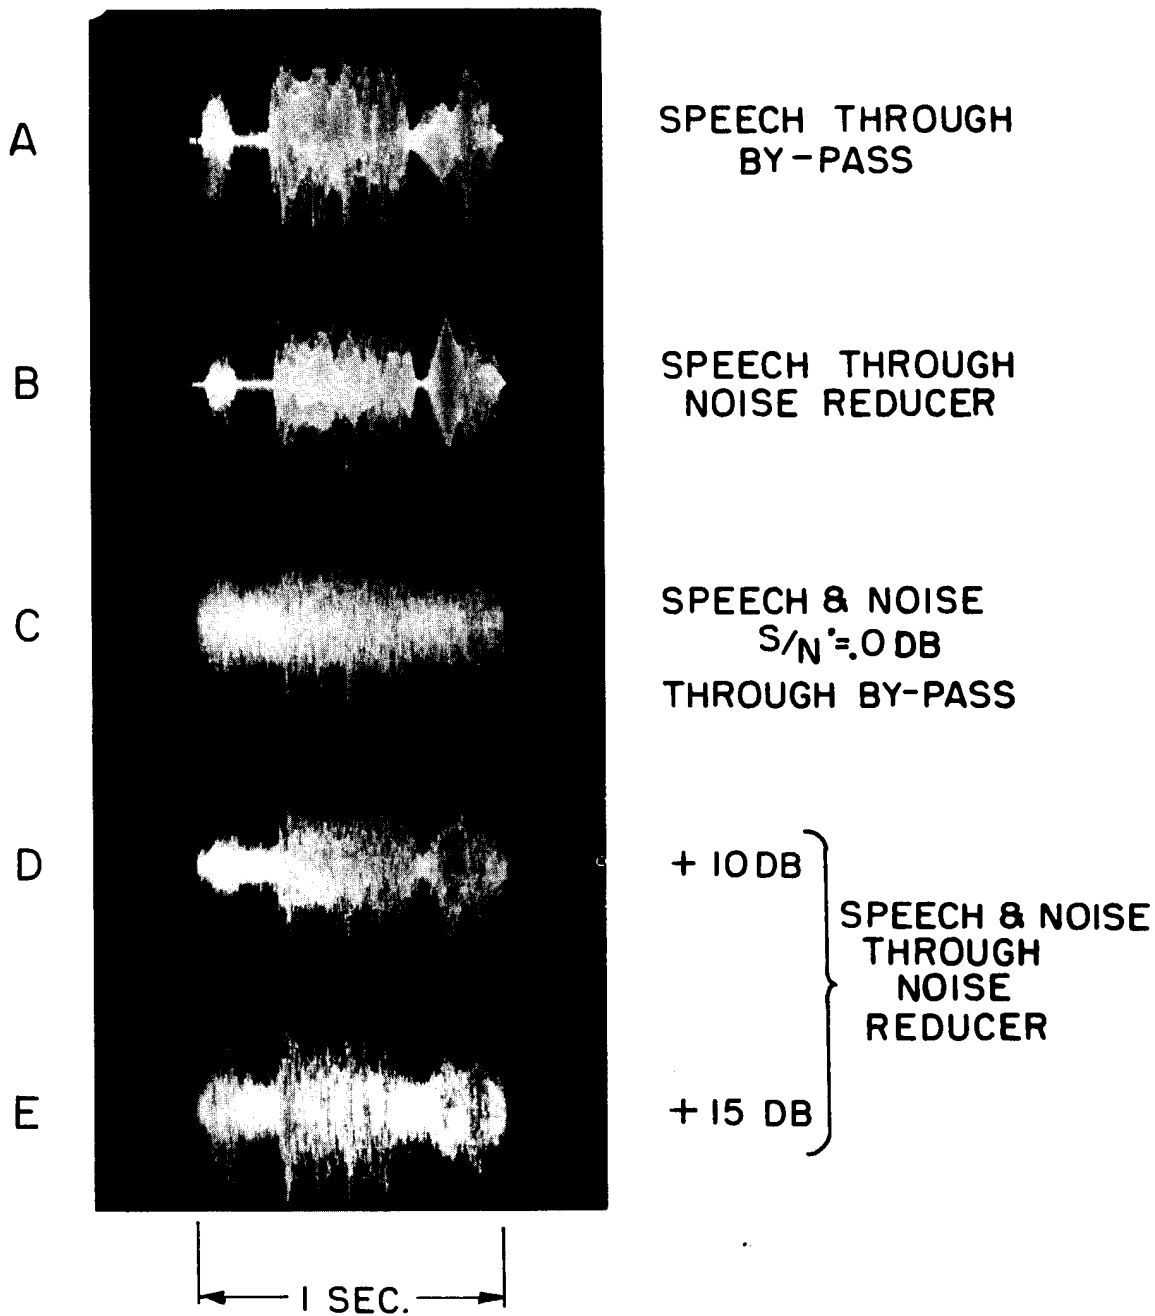 A
SPEECH THROUGH
BY-PASS
B
SPEECH THROUGH
NOISE REDUCER
C
SPEECH & NOISE
S/N = 0 DB
THROUGH BY-PASS
D
+ 10 DB
SPEECH & NOISE
THROUGH
NOISE
REDUCER
E
+ 15 DB
1 SEC.